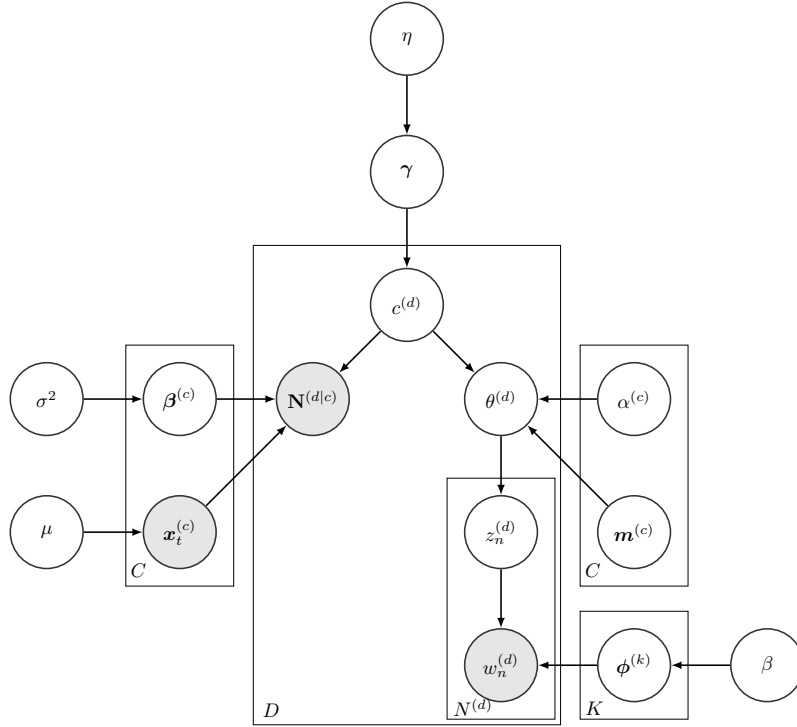 η
γ
c^{(d)}
σ²
β^{(c)}
N^{(d|c)}
θ^{(d)}
α^{(c)}
μ
x_t^{(c)}
z_n^{(d)}
m^{(c)}
C
C
w_n^{(d)}
ϕ^{(k)}
β
D
N^{(d)}
K